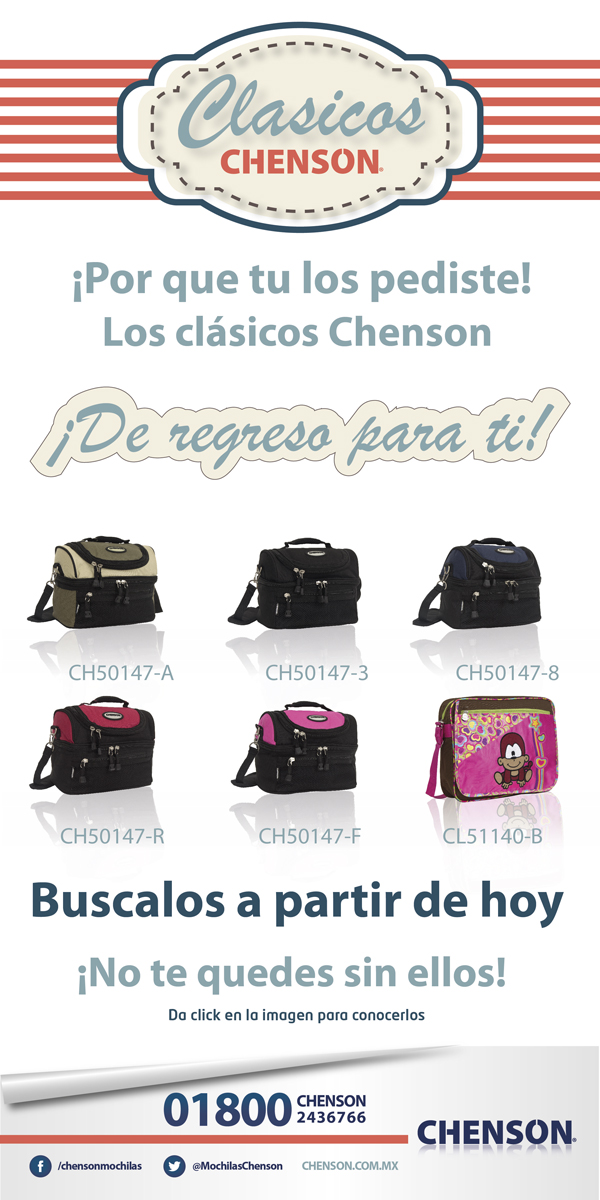 Clasicos
CHENSON®
¡Por que tu los pediste!
Los clásicos Chenson
¡De regreso para ti!
CH50147-A
CH50147-3
CH50147-8
CH50147-R
CH50147-F
CL51140-B
Buscalos a partir de hoy
¡No te quedes sin ellos!
Da click en la imagen para conocerlos
01800 CHENSON
2436766
CHENSON®
/chensonmochilas
@MochilasChenson
CHENSON.COM.MX